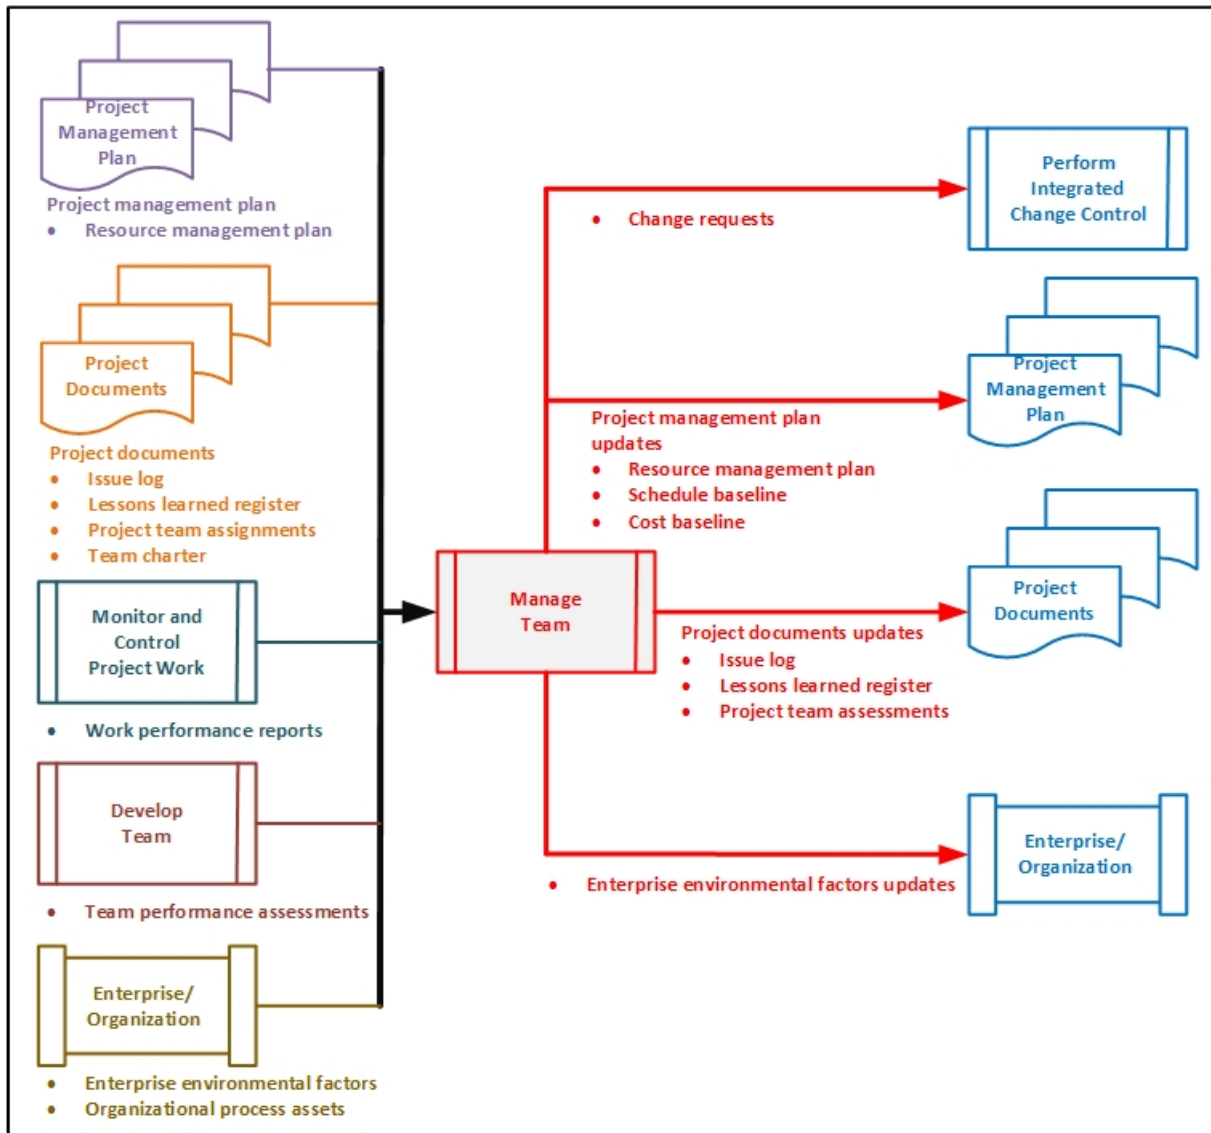 Project
Management
Plan
Project management plan
• Resource management plan
Project
Documents
Project documents
• Issue log
• Lessons learned register
• Project team assignments
• Team charter
Monitor and
Control
Project Work
• Work performance reports
Develop
Team
• Team performance assessments
Enterprise/
Organization
• Enterprise environmental factors
• Organizational process assets
Manage
Team
• Change requests
Perform
Integrated
Change Control
Project management plan
updates
• Resource management plan
• Schedule baseline
• Cost baseline
Project
Management
Plan
Project documents updates
• Issue log
• Lessons learned register
• Project team assessments
Project
Documents
• Enterprise environmental factors updates
Enterprise/
Organization